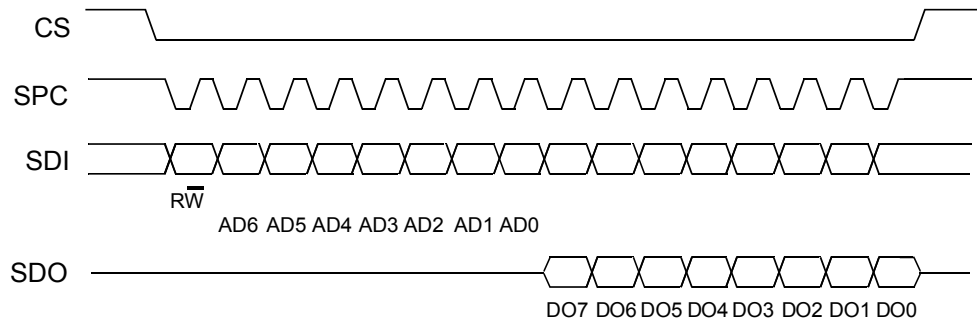 CS
SPC
SDI
RW̅
AD6 AD5 AD4 AD3 AD2 AD1 AD0
SDO
DO7 DO6 DO5 DO4 DO3 DO2 DO1 DO0